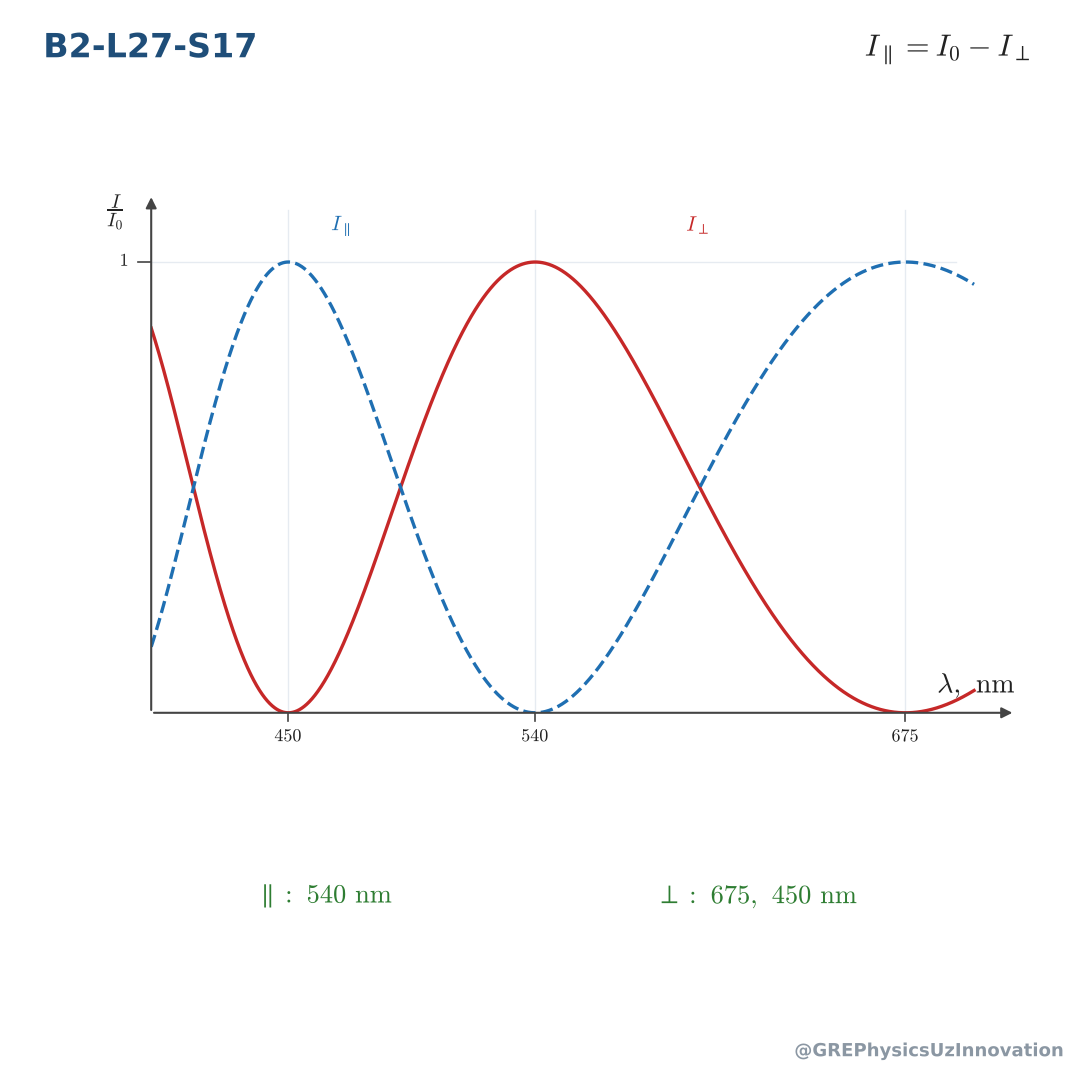 B2-L27-S17
I∥ = I₀ − I⊥
I/I₀
I∥
I⊥
1
λ, nm
450 540 675
∥ : 540 nm
⊥ : 675, 450 nm
@GREPhysicsUzInnovation